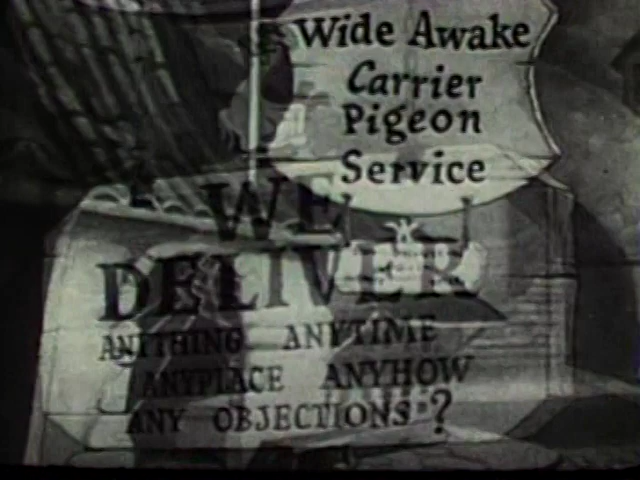 Wide Awake
Carrier
Pigeon
Service
WE
DELIVER
ANYTHING ANYTIME
ANYPLACE ANYHOW
ANY OBJECTIONS ?